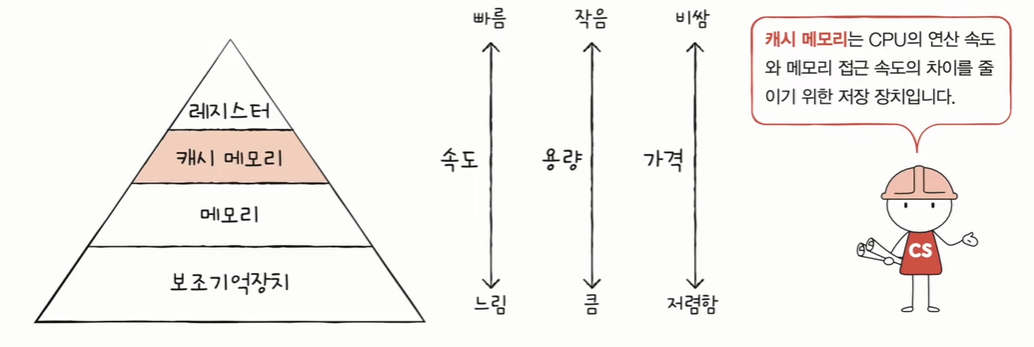 레지스터
캐시 메모리
메모리
보조기억장치
빠름
속도
느림
작음
용량
큼
비쌈
가격
저렴함
캐시 메모리는 CPU의 연산 속도
와 메모리 접근 속도의 차이를 줄
이기 위한 저장 장치입니다.
CS